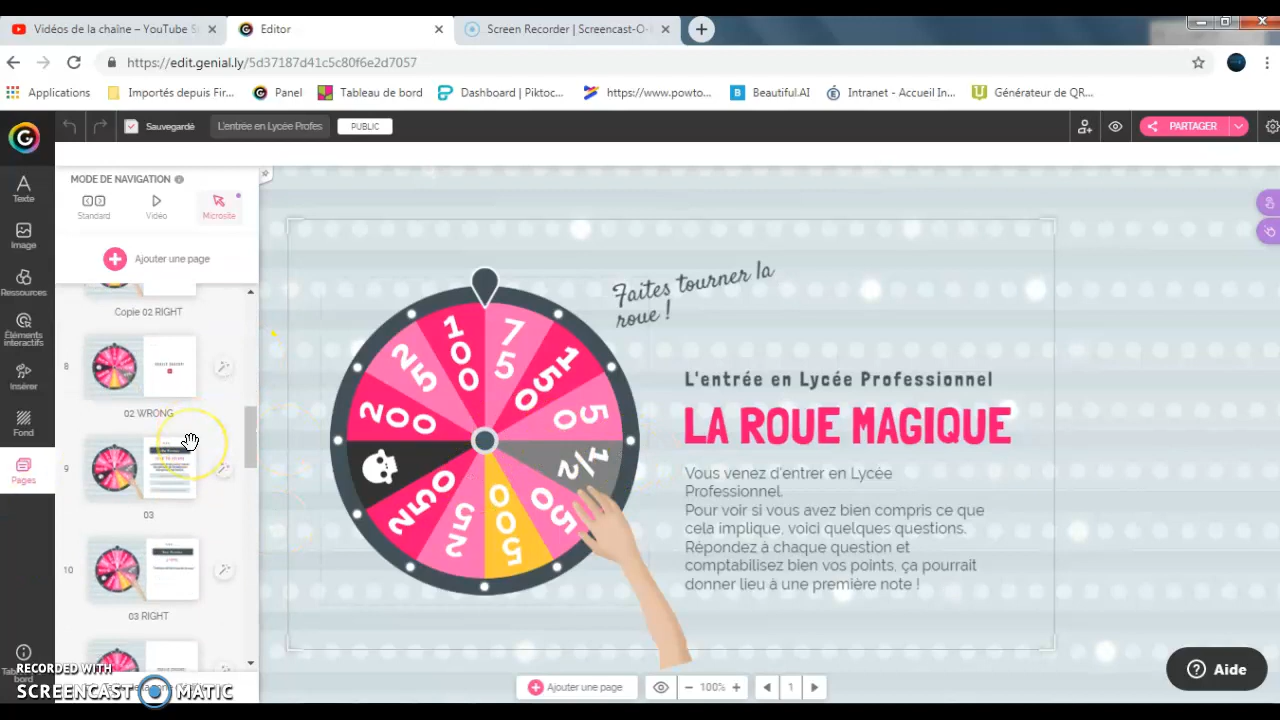 Vidéos de la chaîne – YouTube S
Editor
Screen Recorder | Screencast-O-
https://edit.genial.ly/5d37187d41c5c80f6e2d7057
Applications
Importés depuis Fir...
Panel
Tableau de bord
Dashboard | Piktoc...
https://www.powto...
Beautiful.AI
Intranet - Accueil In...
Générateur de QR...
Sauvegardé
L'entrée en Lycée Profes
PUBLIC
PARTAGER
Texte
Image
Ressources
Éléments
interactifs
Insérer
Fond
Pages
MODE DE NAVIGATION
Standard
Vidéo
Microsite
Ajouter une page
Copie 02 RIGHT
8
02 WRONG
9
03
10
03 RIGHT
Faites tourner la
roue !
100
75
150
50
1/2
50
500
25
250
200
25
L'entrée en Lycée Professionnel
LA ROUE MAGIQUE
Vous venez d'entrer en Lycée
Professionnel.
Pour voir si vous avez bien compris ce que
cela implique, voici quelques questions.
Répondez à chaque question et
comptabilisez bien vos points, ça pourrait
donner lieu à une première note !
Ajouter une page
100%
1
Aide
RECORDED WITH
SCREENCAST MATIC